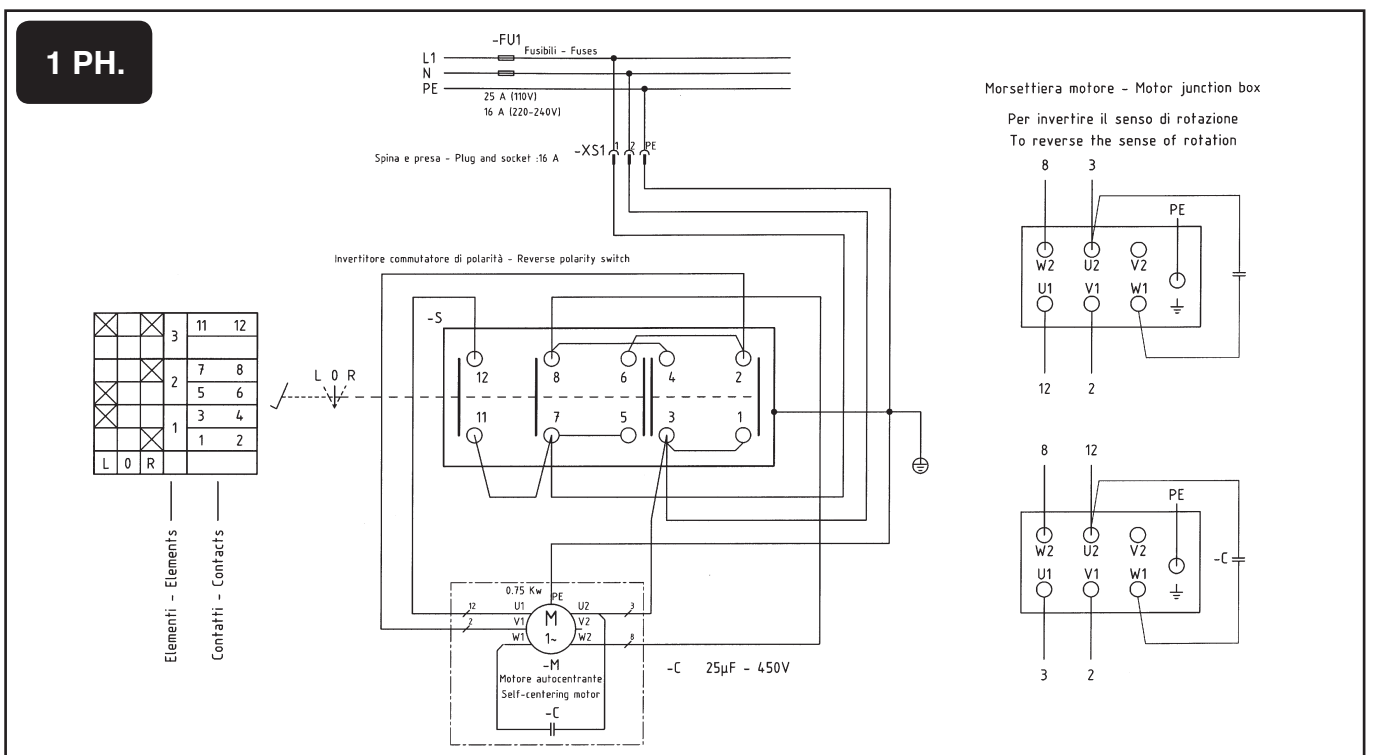 1 PH.
-FU1
Fusibili - Fuses
L1
N
PE
25 A (110V)
16 A (220-240V)
-XS1 1 2 PE
Spina e presa - Plug and socket :16 A
Invertitore commutatore di polarità - Reverse polarity switch
-S
12 8 6 4 2
11 7 5 3 1
L 0 R
3 11 12
2 7 8
5 6
1 3 4
1 2
L 0 R
Elementi - Elements
Contatti - Contacts
0.75 Kw PE
12 U1 U2 3
2 V1 M V2
W1 1~ W2 8
-M
Motore autocentrante
Self-centering motor
-C
-C 25µF - 450V
Morsettiera motore - Motor junction box
Per invertire il senso di rotazione
To reverse the sense of rotation
8 3
PE
W2 U2 V2
U1 V1 W1
12 2
8 12
PE
W2 U2 V2
-C
U1 V1 W1
3 2